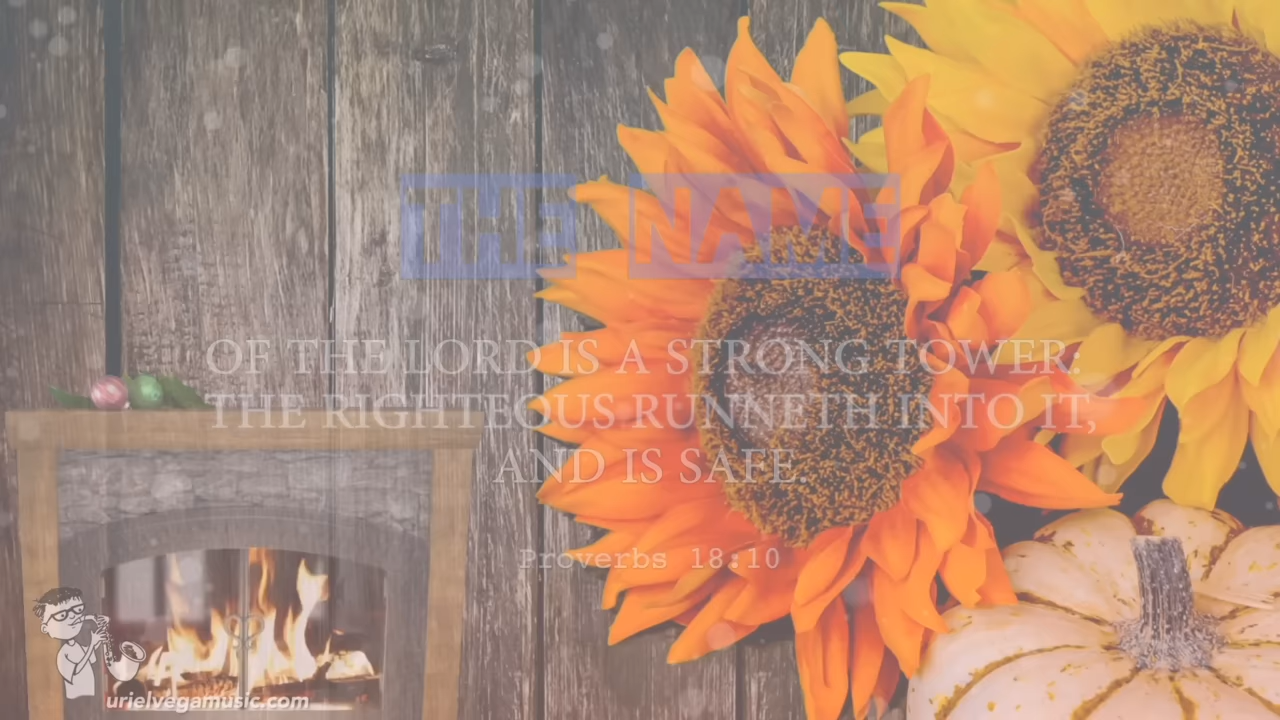 THE NAME
OF THE LORD IS A STRONG TOWER:
THE RIGHTEOUS RUNNETH INTO IT,
AND IS SAFE.
Proverbs 18:10
urielvegamusic.com